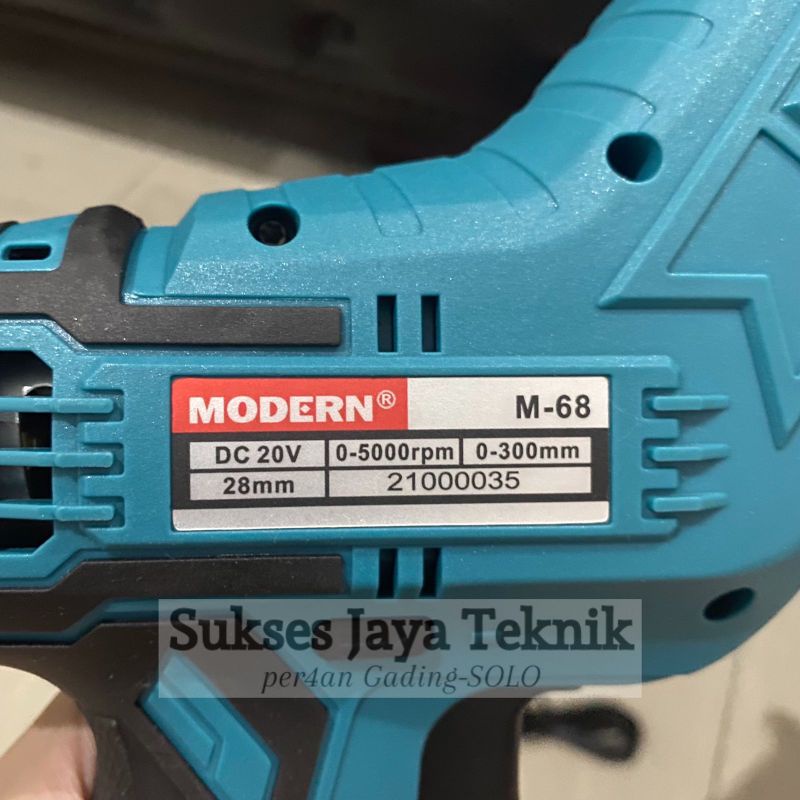 MODERN® M-68
DC 20V 0-5000rpm 0-300mm
28mm 21000035
Sukses Jaya Teknik
per4an Gading-SOLO